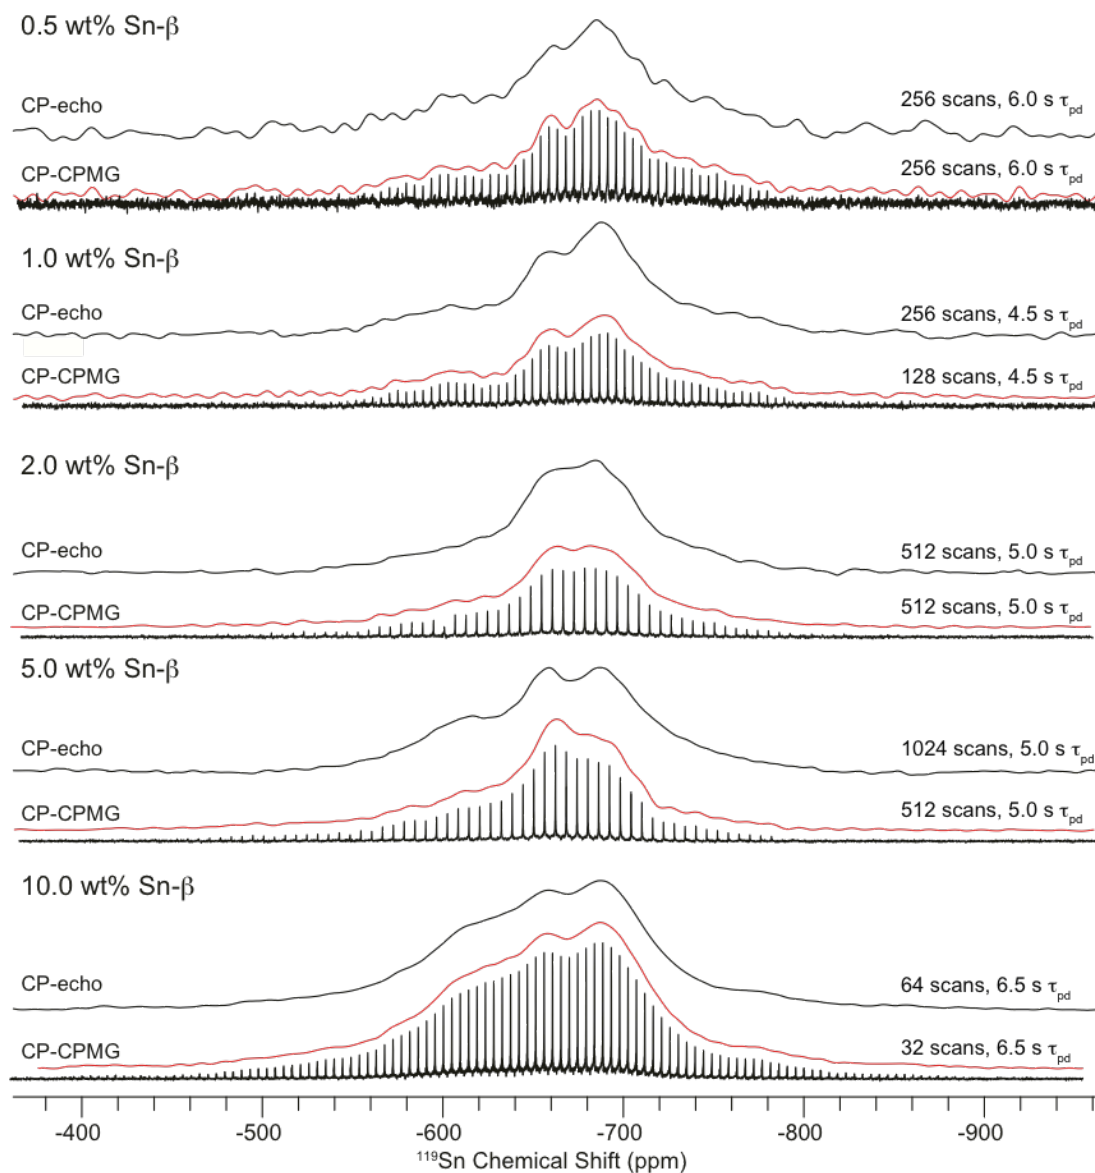 0.5 wt% Sn-β
CP-echo
256 scans, 6.0 s τpd
CP-CPMG
256 scans, 6.0 s τpd
1.0 wt% Sn-β
CP-echo
256 scans, 4.5 s τpd
CP-CPMG
128 scans, 4.5 s τpd
2.0 wt% Sn-β
CP-echo
512 scans, 5.0 s τpd
CP-CPMG
512 scans, 5.0 s τpd
5.0 wt% Sn-β
CP-echo
1024 scans, 5.0 s τpd
CP-CPMG
512 scans, 5.0 s τpd
10.0 wt% Sn-β
CP-echo
64 scans, 6.5 s τpd
CP-CPMG
32 scans, 6.5 s τpd
-400 -500 -600 -700 -800 -900
¹¹⁹Sn Chemical Shift (ppm)